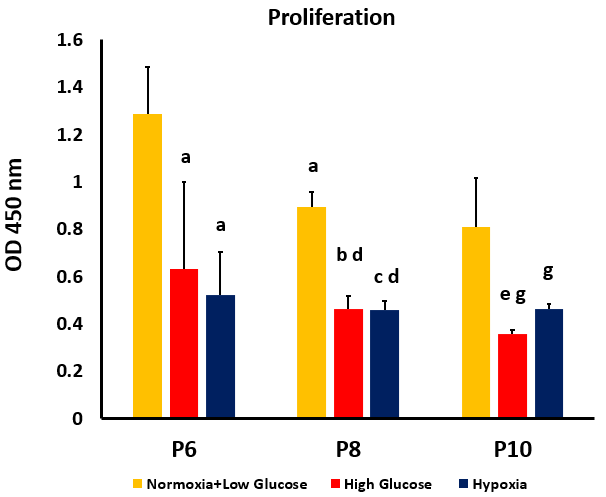 Proliferation
OD 450 nm
1.6
1.4
1.2
1
0.8
0.6
0.4
0.2
0
a
a
a
b d
c d
e g
g
P6 P8 P10
Normoxia+Low Glucose High Glucose Hypoxia